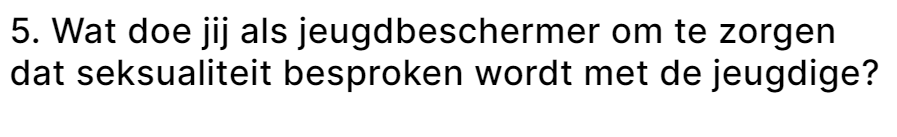 5. Wat doe jij als jeugdbeschermer om te zorgen
dat seksualiteit besproken wordt met de jeugdige?